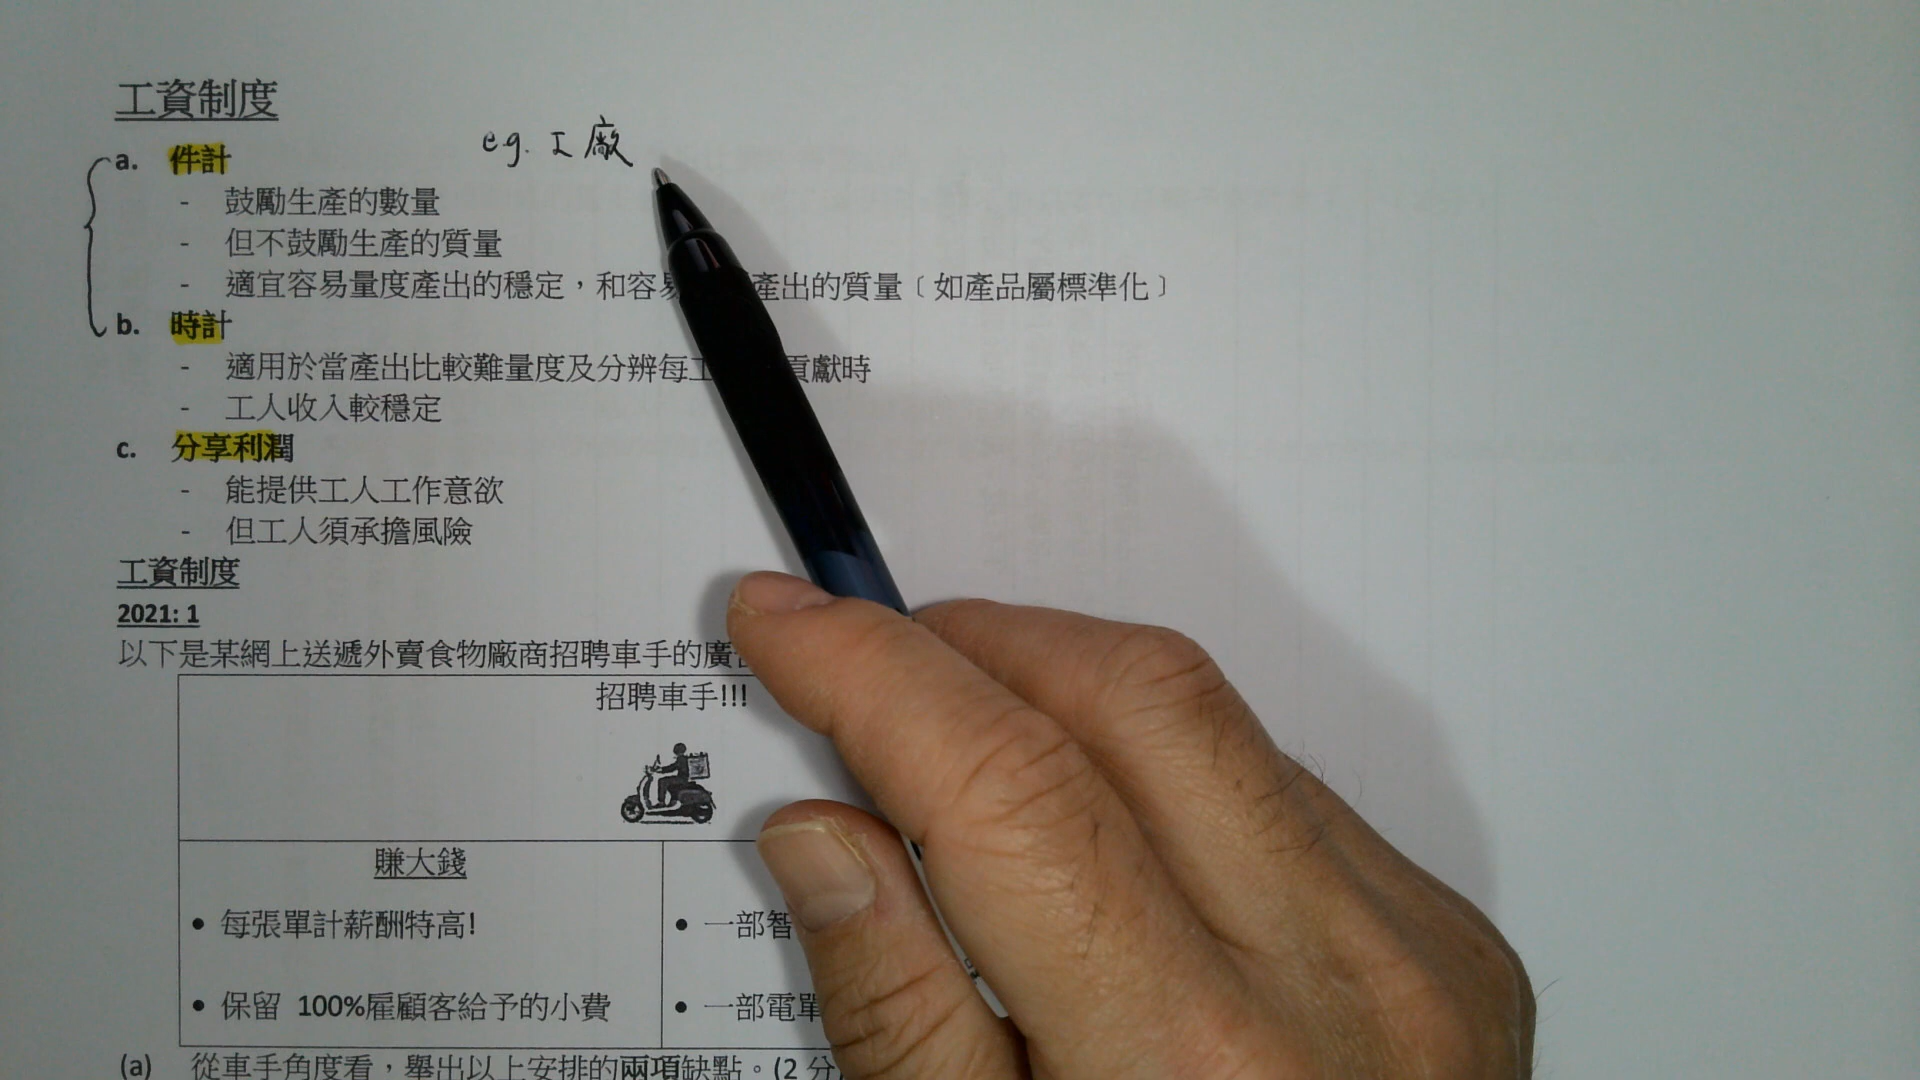 工資制度
eg. 工廠
a. 件計
- 鼓勵生產的數量
- 但不鼓勵生產的質量
- 適宜容易量度產出的穩定，和容易 產出的質量﹝如產品屬標準化﹞
b. 時計
- 適用於當產出比較難量度及分辨每工 貢獻時
- 工人收入較穩定
c. 分享利潤
- 能提供工人工作意欲
- 但工人須承擔風險
工資制度
2021: 1
以下是某網上送遞外賣食物廠商招聘車手的廣
招聘車手!!!
賺大錢
• 每張單計薪酬特高!
• 保留 100%雇顧客給予的小費
• 一部智
• 一部電單
(a) 從車手角度看，舉出以上安排的兩項缺點。(2 分